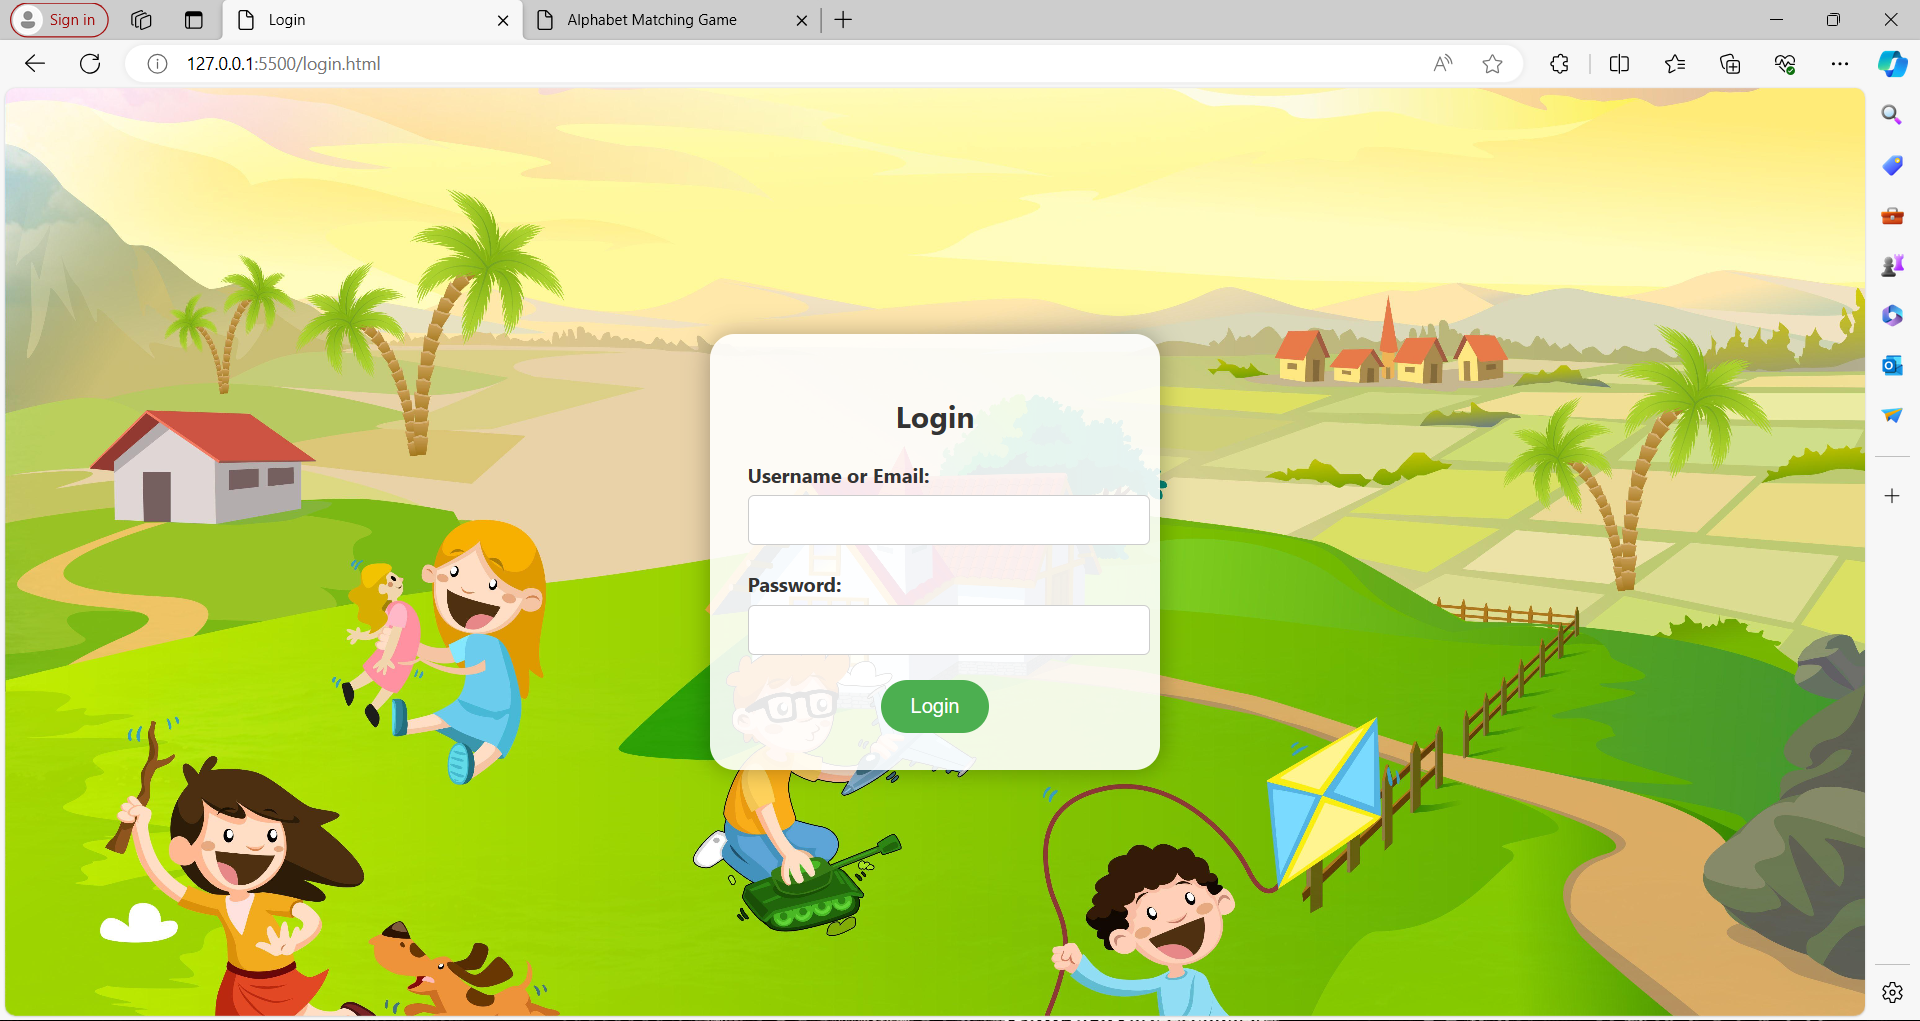 Sign in
Login
Alphabet Matching Game
127.0.0.1:5500/login.html
Login
Username or Email:
Password:
Login